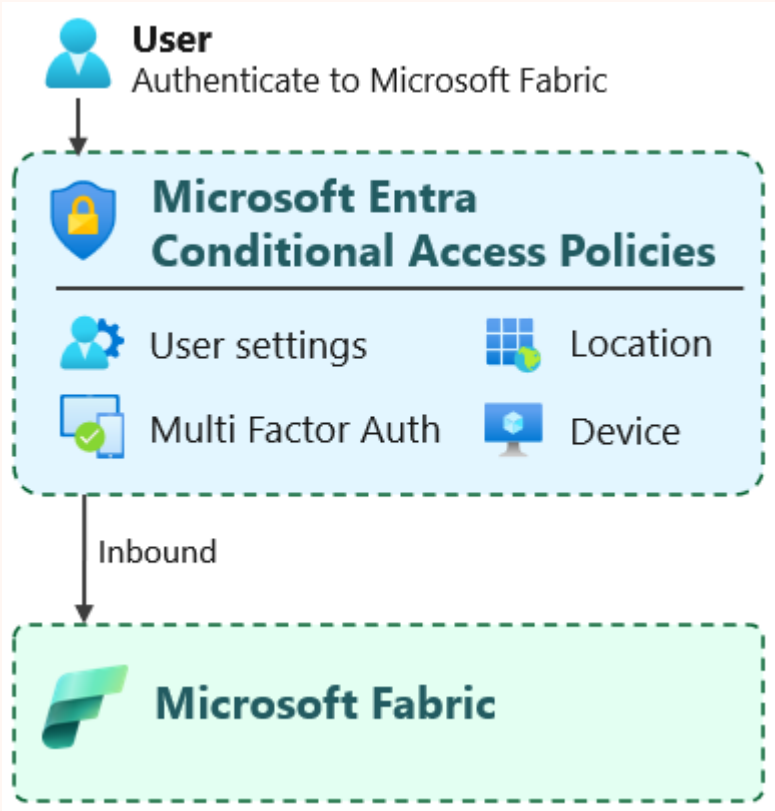 User
Authenticate to Microsoft Fabric
Microsoft Entra
Conditional Access Policies
User settings
Location
Multi Factor Auth
Device
Inbound
Microsoft Fabric